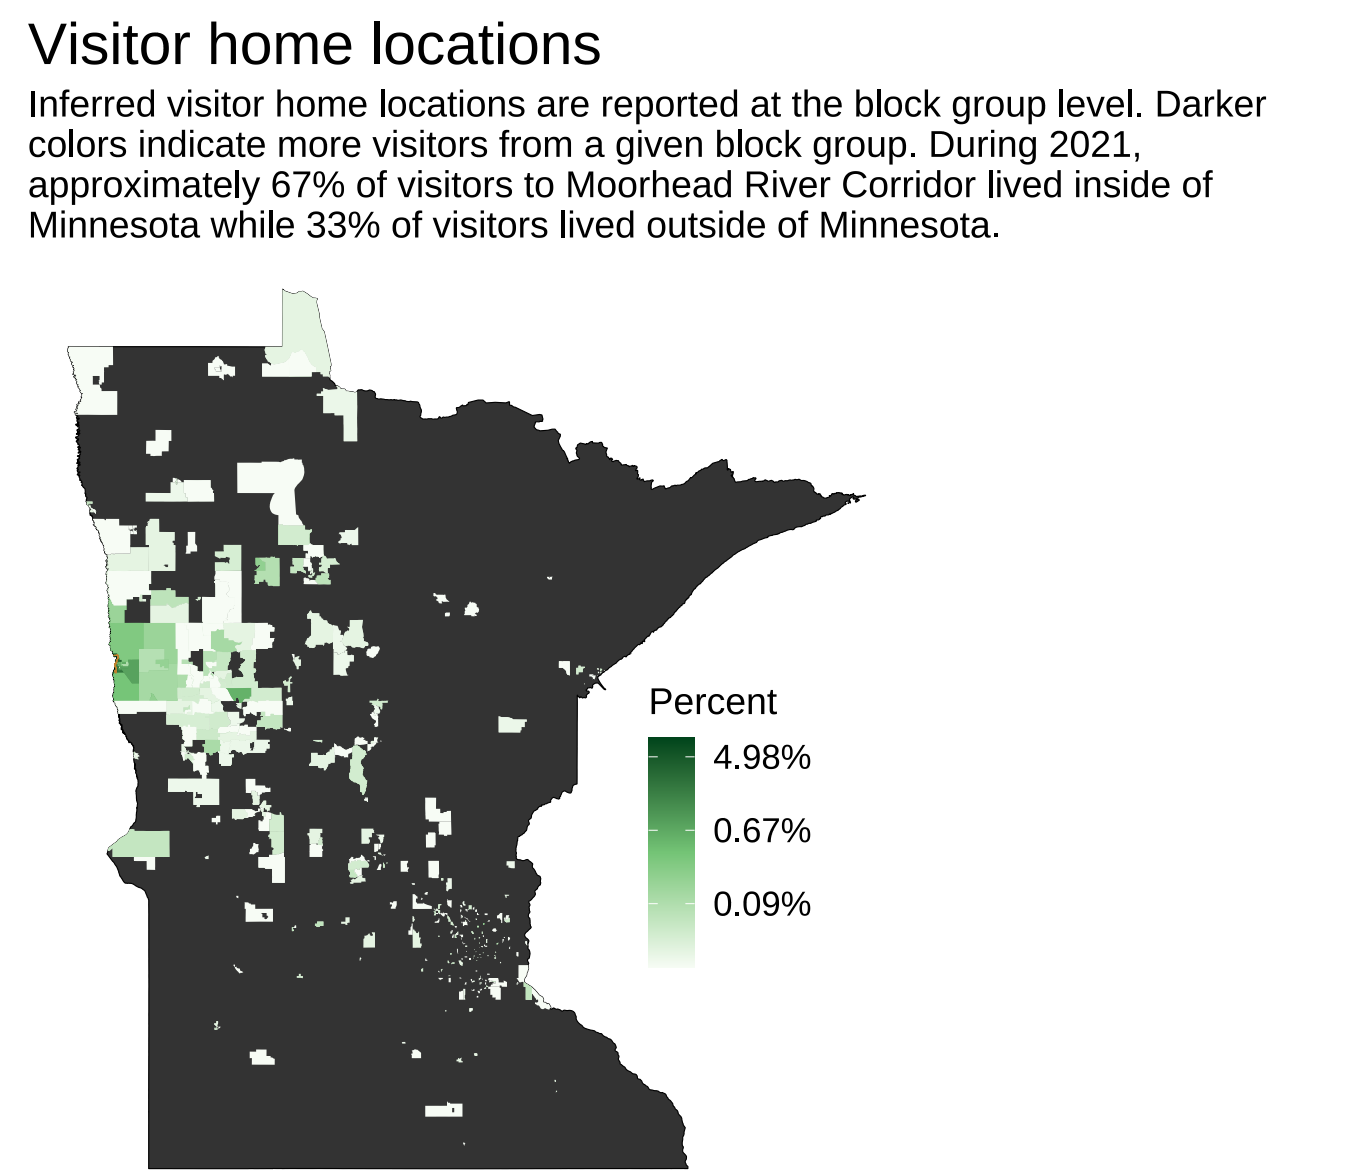 Visitor home locations
Inferred visitor home locations are reported at the block group level. Darker
colors indicate more visitors from a given block group. During 2021,
approximately 67% of visitors to Moorhead River Corridor lived inside of
Minnesota while 33% of visitors lived outside of Minnesota.
Percent
4.98%
0.67%
0.09%